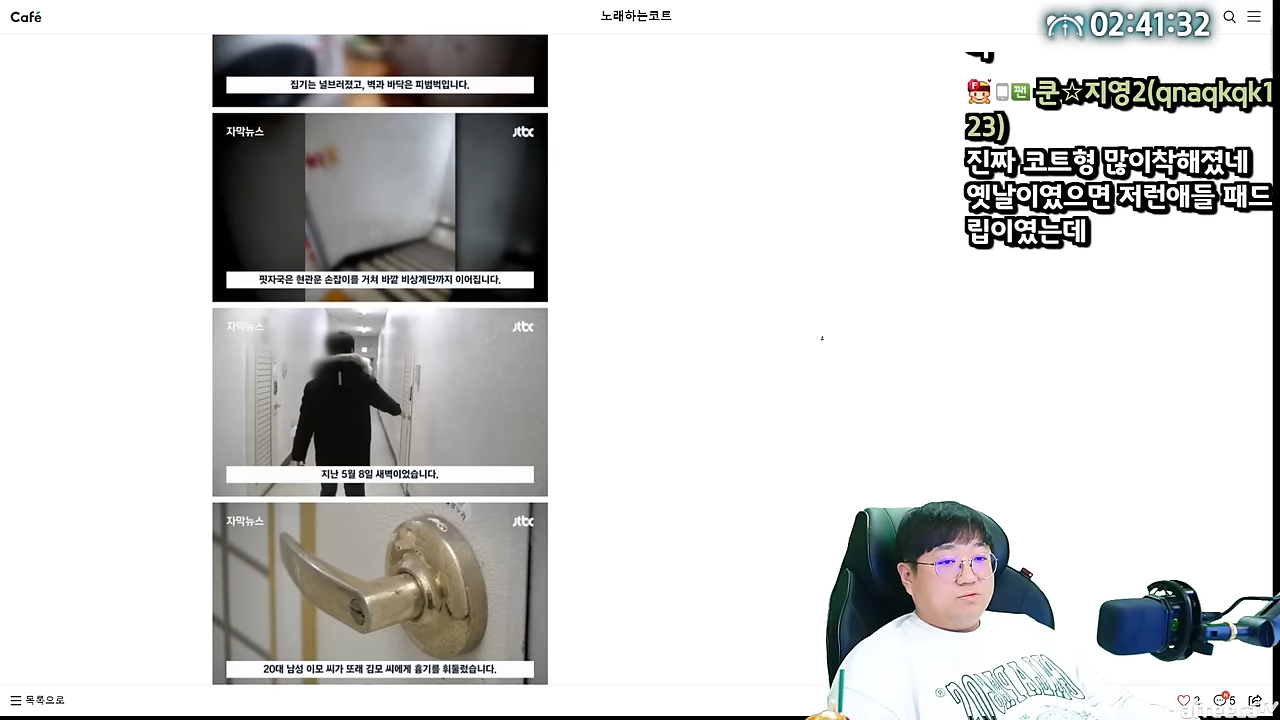 Café
노래하는코트
02:41:32
집기는 널브러졌고, 벽과 바닥은 피범벅입니다.
쿤☆지영2(qnaqkqk1
23)
진짜 코트형 많이착해졌네
옛날이였으면 저런애들 패드
립이였는데
자막뉴스
jtbc
핏자국은 현관문 손잡이를 거쳐 바깥 비상계단까지 이어집니다.
자막뉴스
jtbc
지난 5월 8일 새벽이었습니다.
자막뉴스
jtbc
20대 남성 이모 씨가 또래 김모 씨에게 흉기를 휘둘렀습니다.
목록으로
2
5
afreecaTV